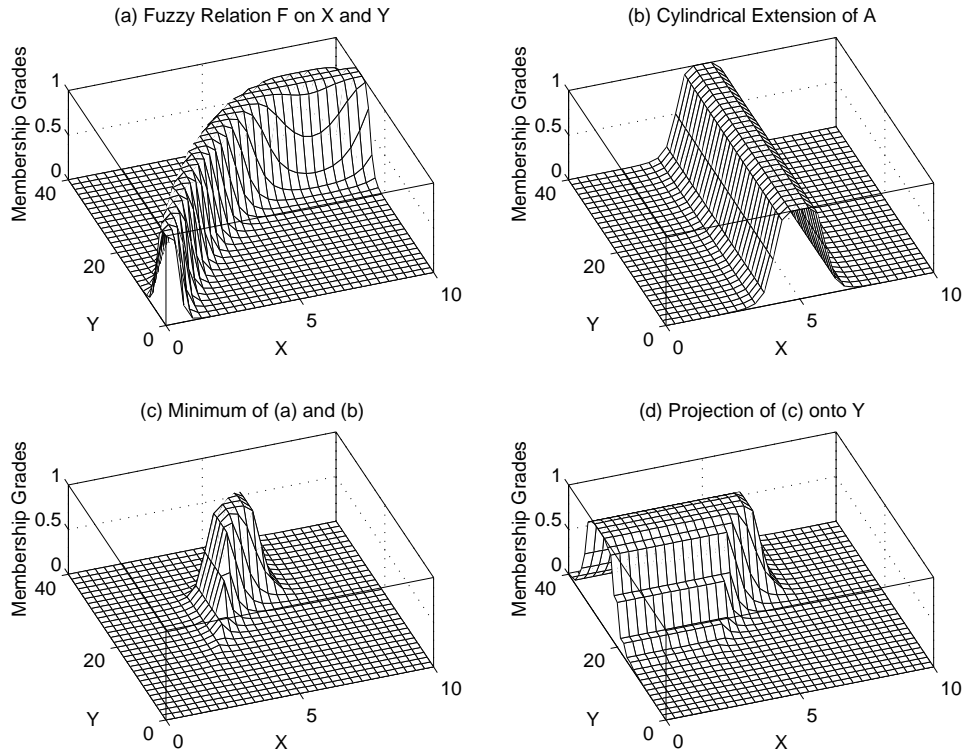 (a) Fuzzy Relation F on X and Y
Membership Grades
1
0.5
0
40
20
0
Y
0
5
10
X
(b) Cylindrical Extension of A
Membership Grades
1
0.5
0
40
20
0
Y
0
5
10
X
(c) Minimum of (a) and (b)
Membership Grades
1
0.5
0
40
20
0
Y
0
5
10
X
(d) Projection of (c) onto Y
Membership Grades
1
0.5
0
40
20
0
Y
0
5
10
X